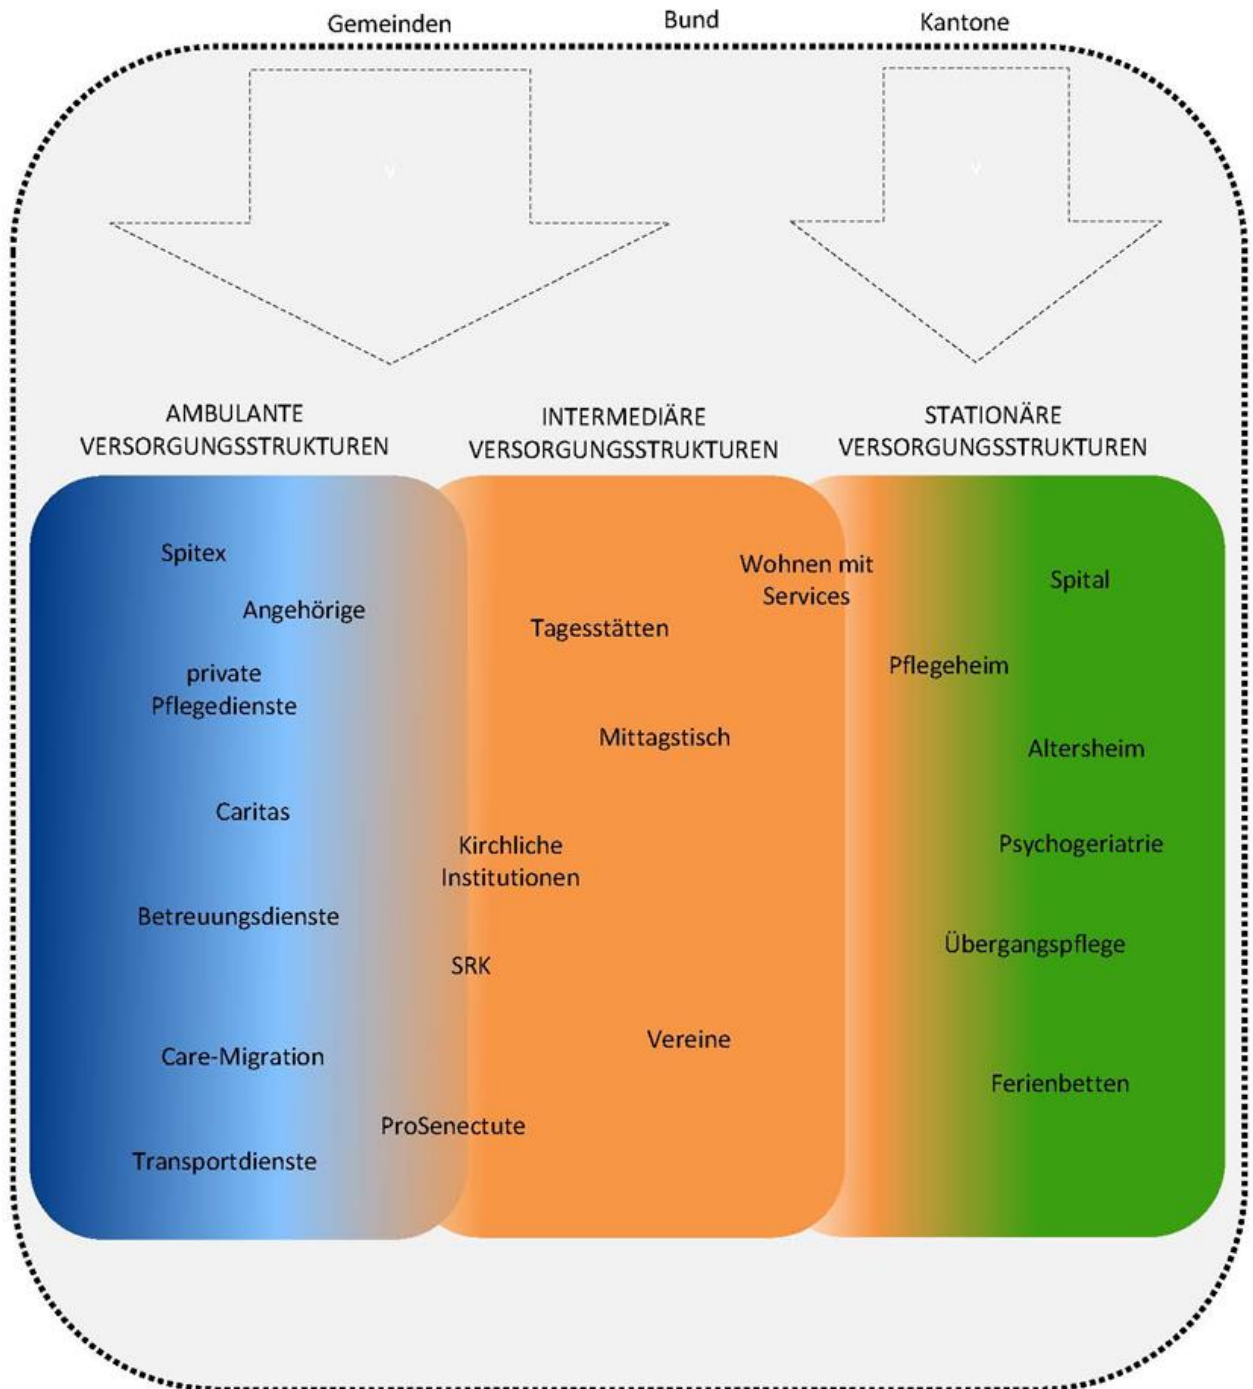 Gemeinden
Bund
Kantone
v
v
AMBULANTE
VERSORGUNGSSTRUKTUREN
INTERMEDIÄRE
VERSORGUNGSSTRUKTUREN
STATIONÄRE
VERSORGUNGSSTRUKTUREN
Spitex
Angehörige
private
Pflegedienste
Caritas
Betreuungsdienste
Care-Migration
Transportdienste
ProSenectute
SRK
Kirchliche
Institutionen
Tagesstätten
Mittagstisch
Vereine
Wohnen mit
Services
Spital
Pflegeheim
Altersheim
Psychogeriatrie
Übergangspflege
Ferienbetten